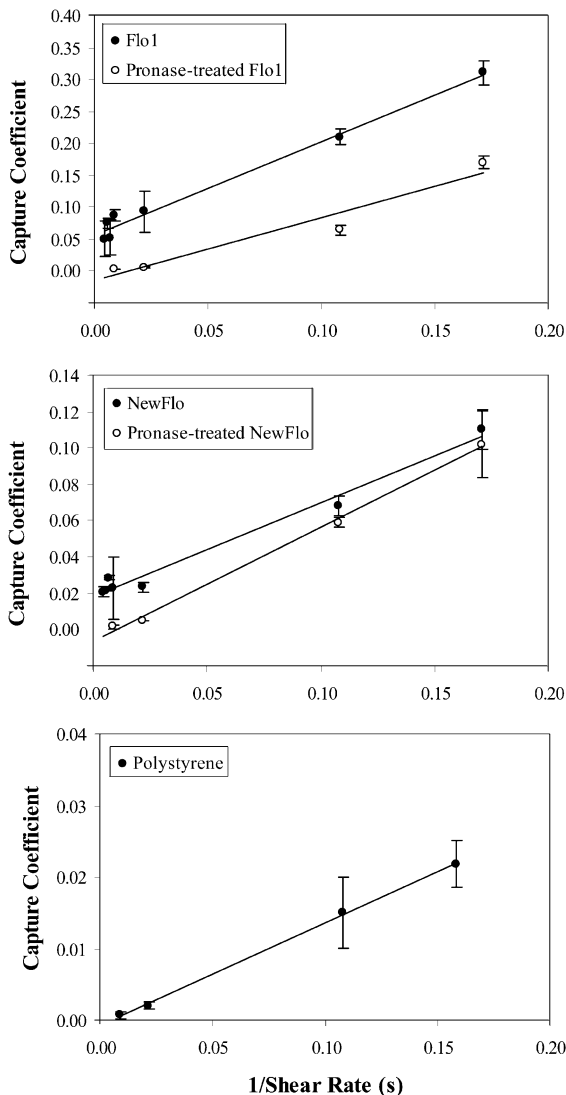 0.40
Flo1
Pronase-treated Flo1
0.30
0.25
0.20
0.15
0.10
0.05
0.00
Capture Coefficient
0.00 0.05 0.10 0.15 0.20
0.14
NewFlo
Pronase-treated NewFlo
0.12
0.10
0.08
0.06
0.04
0.02
0.00
Capture Coefficient
0.00 0.05 0.10 0.15 0.20
0.04
Polystyrene
0.03
0.02
0.01
0.00
Capture Coefficient
0.00 0.05 0.10 0.15 0.20
1/Shear Rate (s)